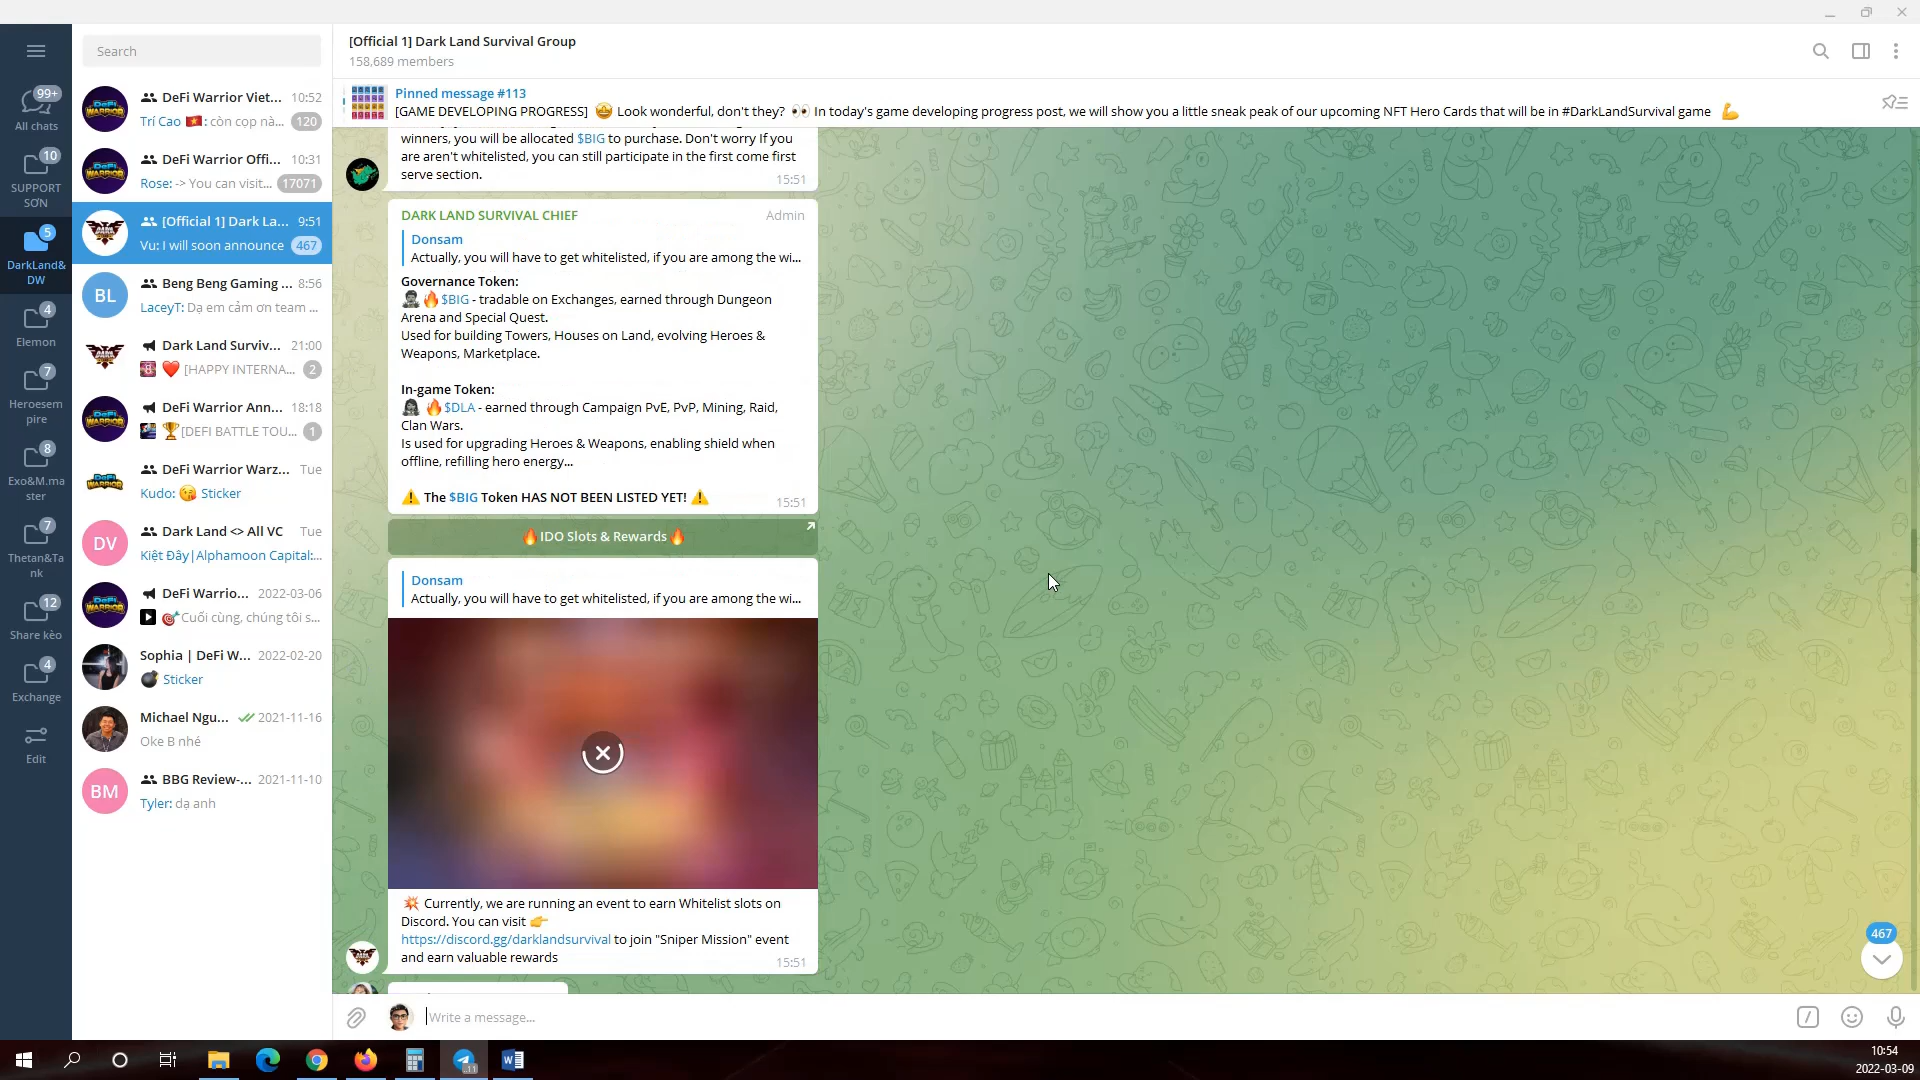 Search
99+
All chats
10
SUPPORT
SƠN
5
DarkLand&
DW
4
Elemon
7
Heroesem
pire
8
Exo&M.ma
ster
7
Thetan&Ta
nk
12
Share kèo
4
Exchange
Edit
DeFi Warrior Viet... 10:52
Trí Cao 🇻🇳: còn cọp nà... 120
DeFi Warrior Offi... 10:31
Rose: -> You can visit... 17071
[Official 1] Dark La... 9:51
Vu: I will soon announce 467
BL
Beng Beng Gaming ... 8:56
LaceyT: Dạ em cảm ơn team ...
Dark Land Surviv... 21:00
❤️ [HAPPY INTERNA... 2
DeFi Warrior Ann... 18:18
🏆[DEFI BATTLE TOU... 1
DeFi Warrior Warz... Tue
Kudo: 😘 Sticker
DV
Dark Land <> All VC Tue
Kiệt Đây|Alphamoon Capital:...
DeFi Warrio... 2022-03-06
🎯Cuối cùng, chúng tôi s...
Sophia | DeFi W... 2022-02-20
💣 Sticker
Michael Ngu... 2021-11-16
Oke B nhé
BM
BBG Review-... 2021-11-10
Tyler: dạ anh
[Official 1] Dark Land Survival Group
158,689 members
Pinned message #113
[GAME DEVELOPING PROGRESS] 🤩 Look wonderful, don't they? 👀 In today's game developing progress post, we will show you a little sneak peak of our upcoming NFT Hero Cards that will be in #DarkLandSurvival game 💪
winners, you will be allocated $BIG to purchase. Don't worry If you
are aren't whitelisted, you can still participate in the first come first
serve section.
15:51
DARK LAND SURVIVAL CHIEF Admin
Donsam
Actually, you will have to get whitelisted, if you are among the wi...
Governance Token:
🔥$BIG - tradable on Exchanges, earned through Dungeon
Arena and Special Quest.
Used for building Towers, Houses on Land, evolving Heroes &
Weapons, Marketplace.
In-game Token:
🔥$DLA - earned through Campaign PvE, PvP, Mining, Raid,
Clan Wars.
Is used for upgrading Heroes & Weapons, enabling shield when
offline, refilling hero energy...
⚠️ The $BIG Token HAS NOT BEEN LISTED YET! ⚠️
15:51
🔥IDO Slots & Rewards🔥
Donsam
Actually, you will have to get whitelisted, if you are among the wi...
💥 Currently, we are running an event to earn Whitelist slots on
Discord. You can visit 👉
https://discord.gg/darklandsurvival to join "Sniper Mission" event
and earn valuable rewards
15:51
467
Write a message...
10:54
2022-03-09